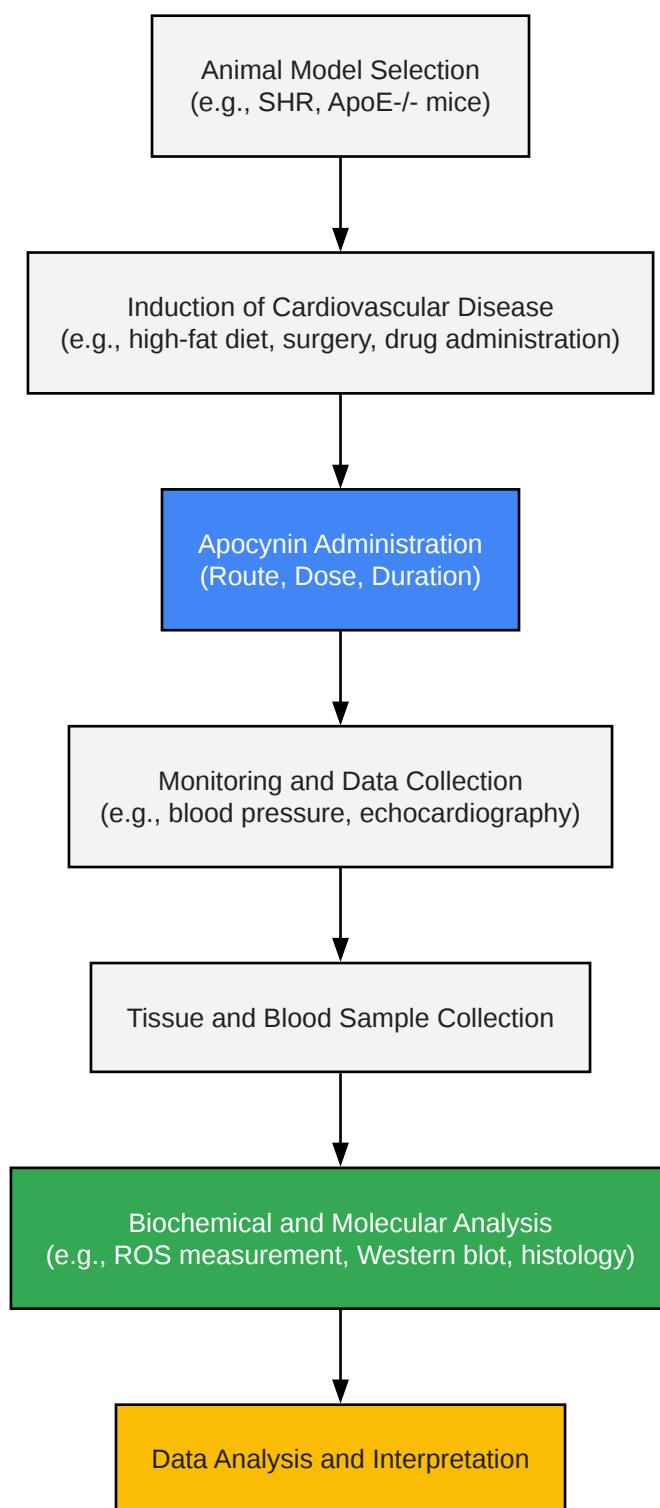 Animal Model Selection
(e.g., SHR, ApoE-/- mice)
Induction of Cardiovascular Disease
(e.g., high-fat diet, surgery, drug administration)
Apocynin Administration
(Route, Dose, Duration)
Monitoring and Data Collection
(e.g., blood pressure, echocardiography)
Tissue and Blood Sample Collection
Biochemical and Molecular Analysis
(e.g., ROS measurement, Western blot, histology)
Data Analysis and Interpretation